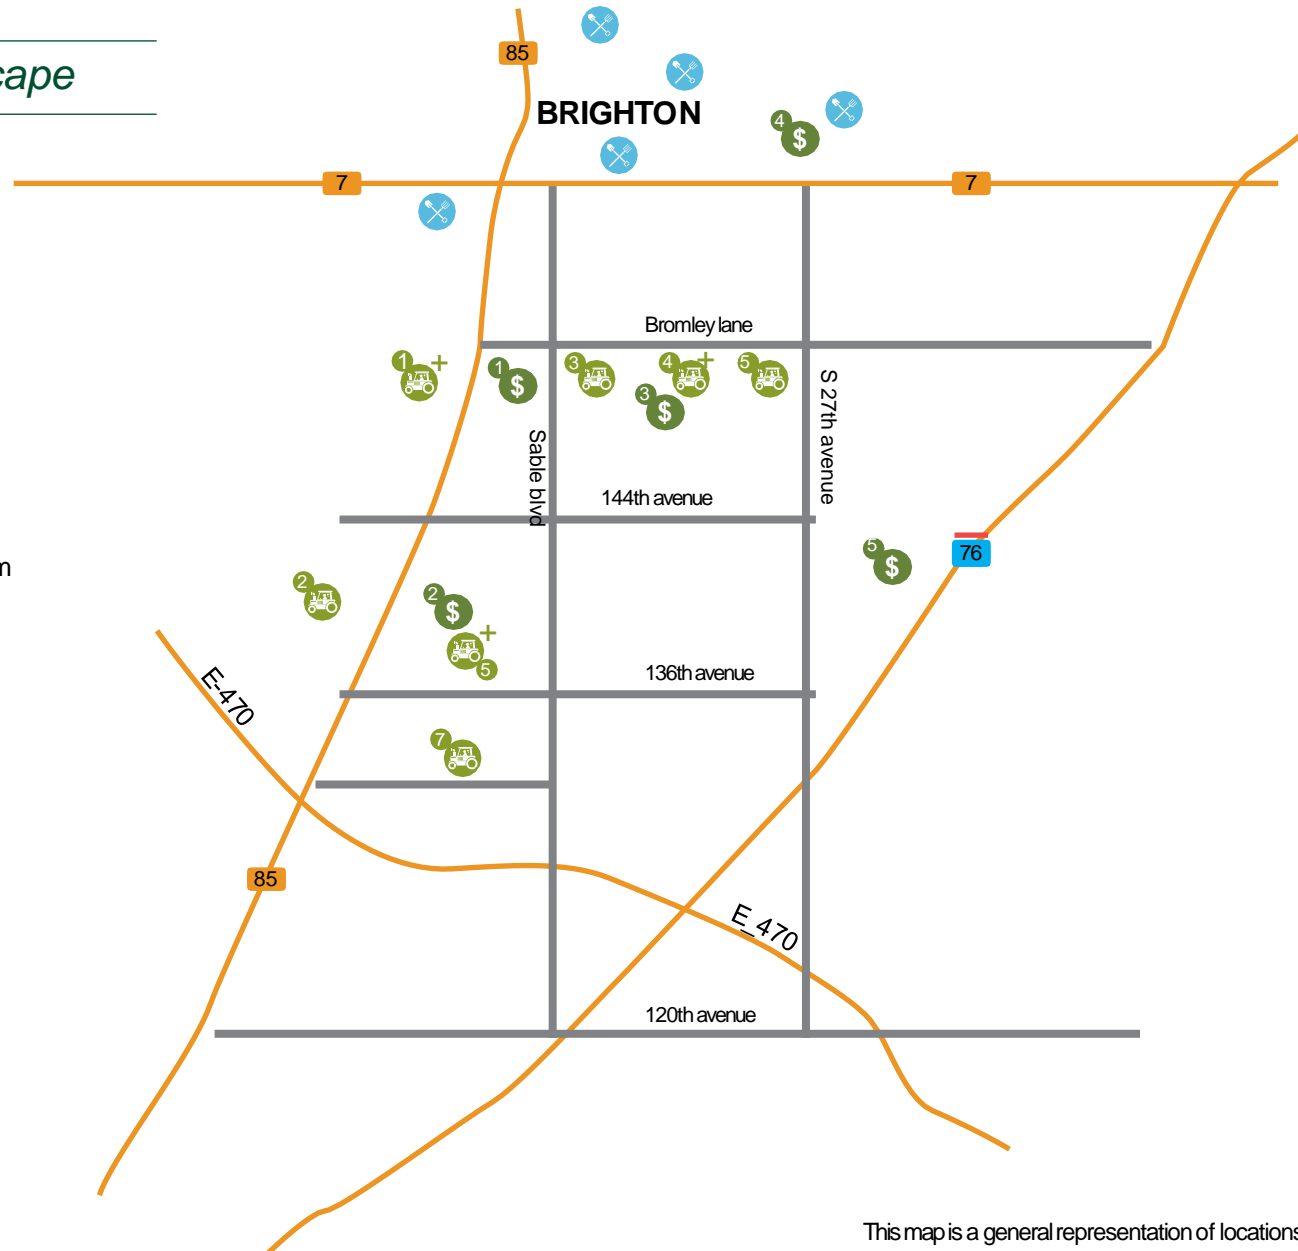 85
cape
BRIGHTON
4
$
7
7
Bromley lane
1
1
$
3
4
5
3
$
S 27th avenue
Sable blvd
144th avenue
5
$
76
m
2
2
$
5
136th avenue
E-470
7
85
E_470
120th avenue
This map is a general representation of locations